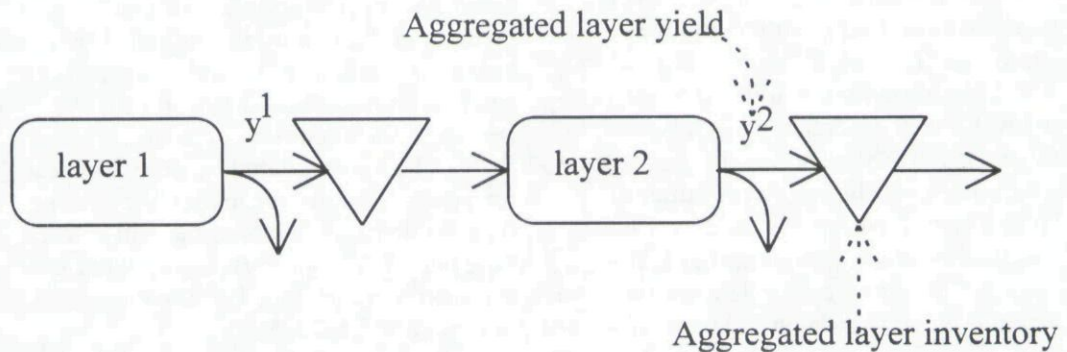 Aggregated layer yield
y1
y2
layer 1
layer 2
Aggregated layer inventory